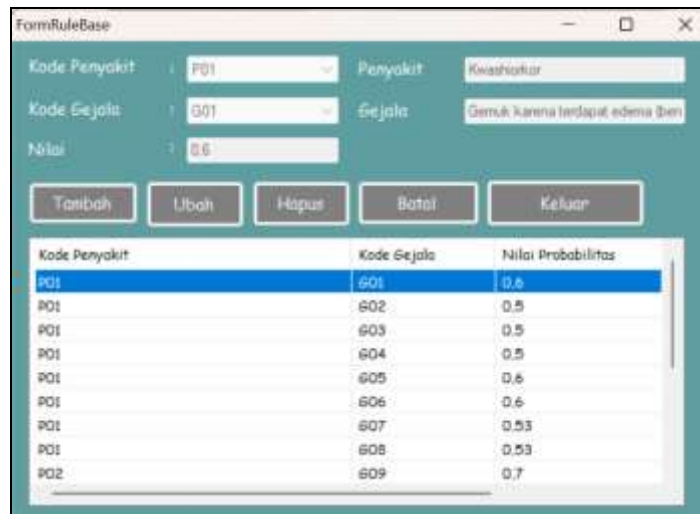 FormRuleBase
Kode Penyakit : P01 Penyakit Kwashiorkor
Kode Gejala : G01 Gejala Gemuk karena terdapat edema (ben
Nilai : 0.6
Tambah Ubah Hapus Batal Keluar
Kode Penyakit Kode Gejala Nilai Probabilitas
P01 G01 0,6
P01 G02 0,5
P01 G03 0,5
P01 G04 0,5
P01 G05 0,6
P01 G06 0,6
P01 G07 0,53
P01 G08 0,53
P02 G09 0,7